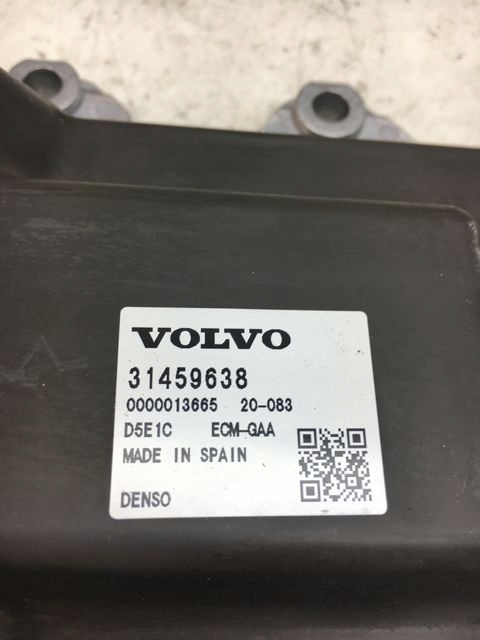 VOLVO
31459638
0000013665 20-083
D5E1C ECM-GAA
MADE IN SPAIN
DENSO